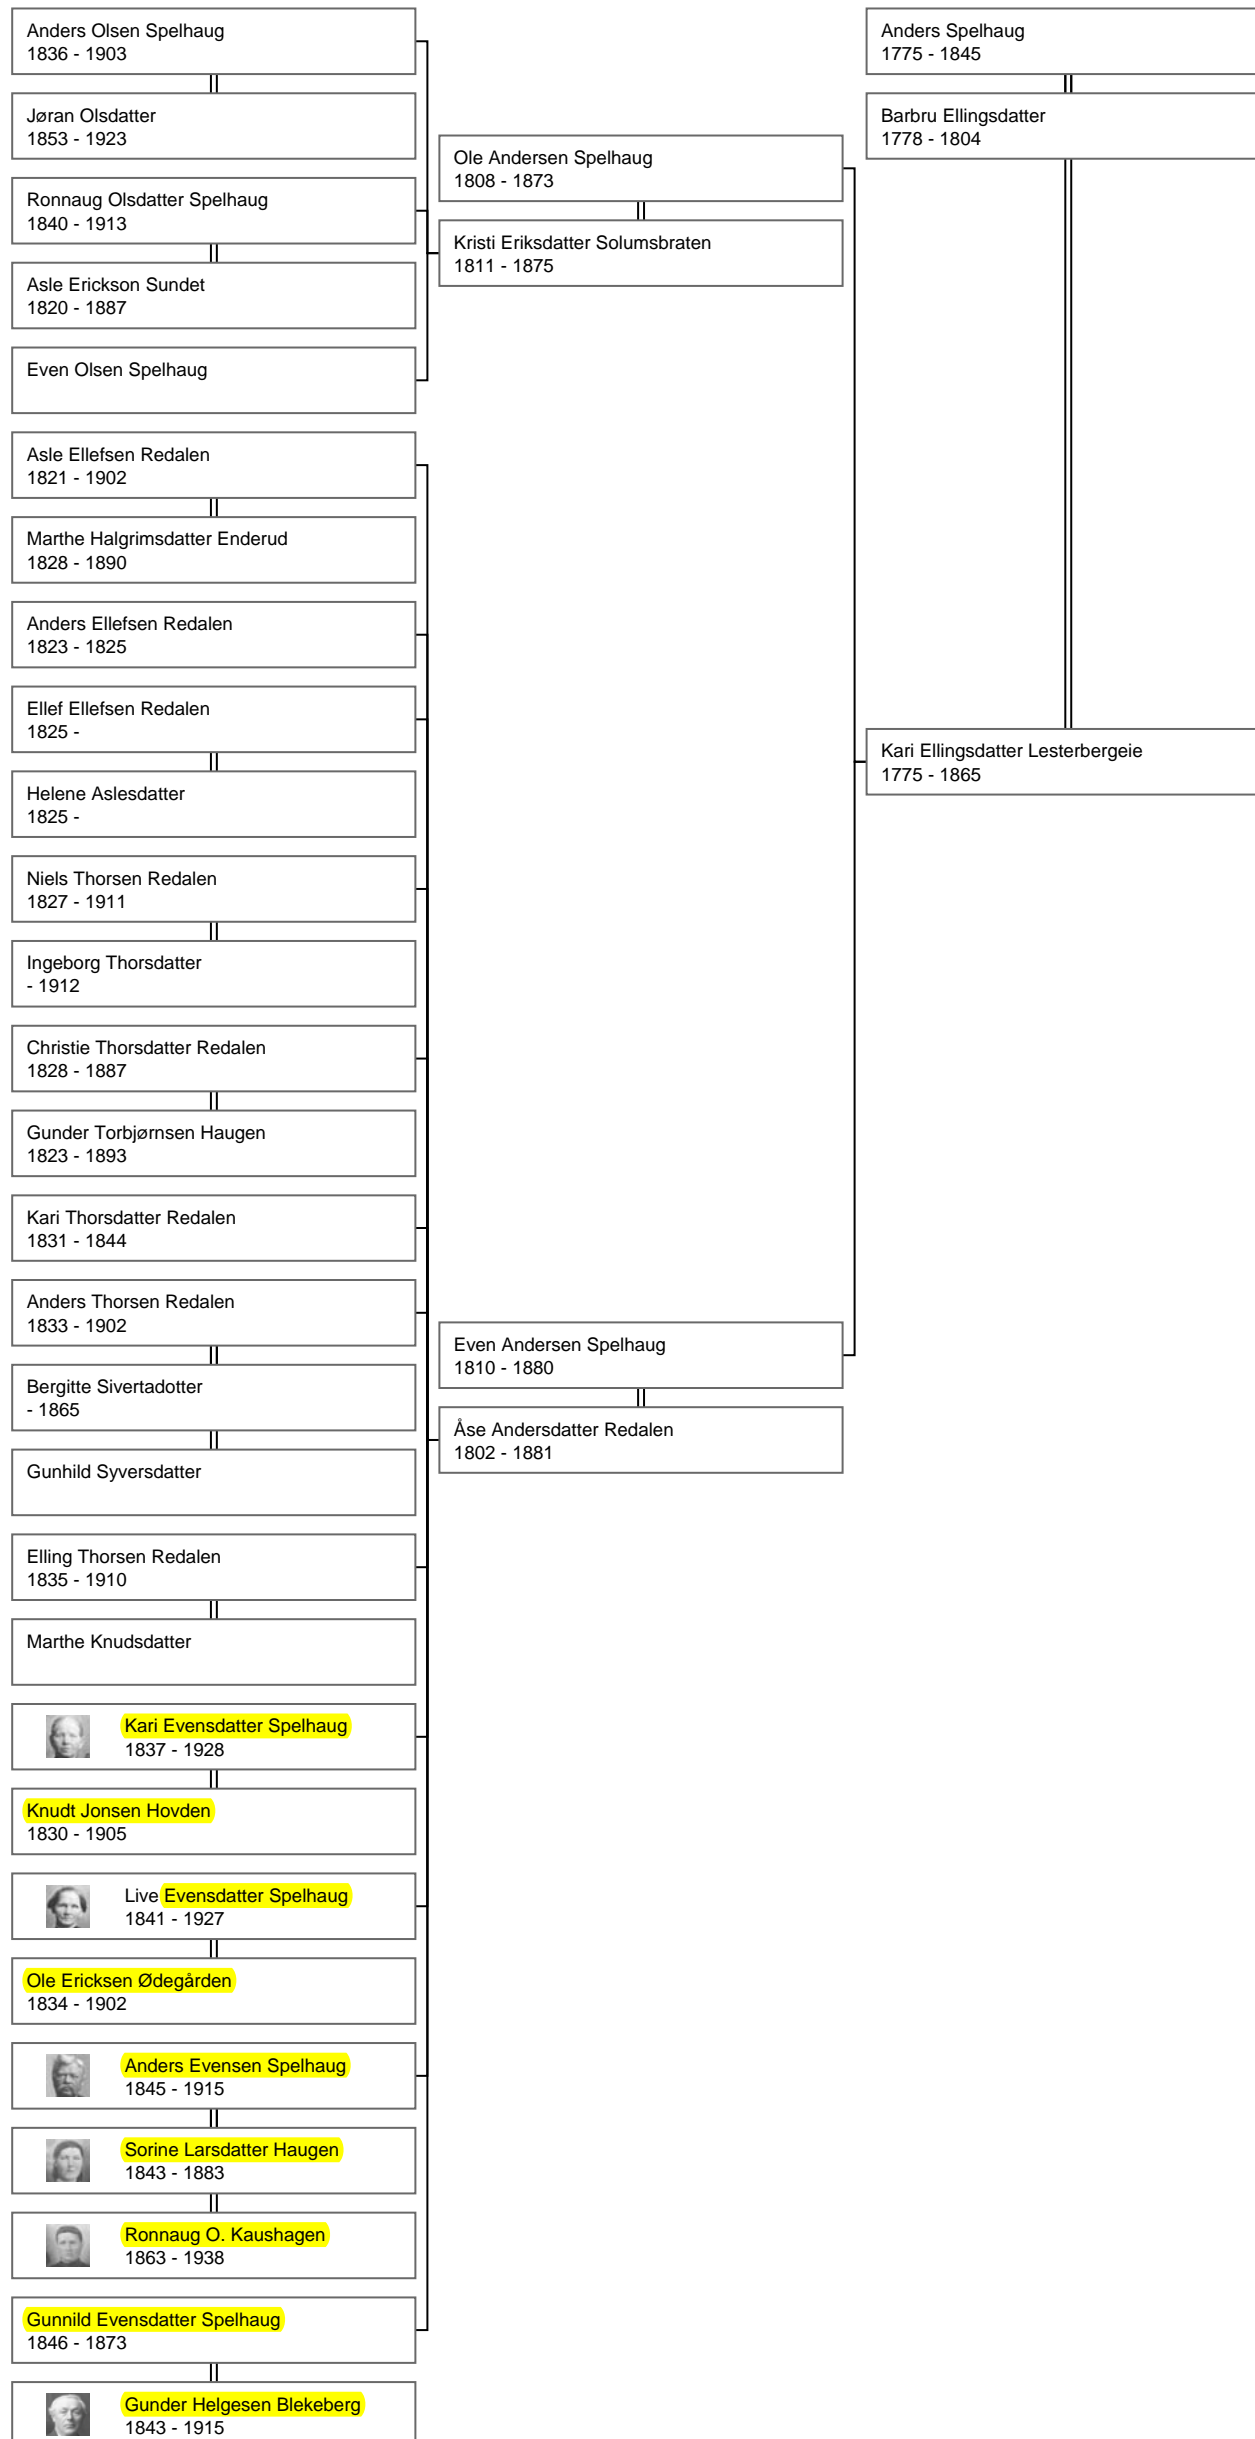 Anders Olsen Spelhaug
1836 - 1903
Jøran Olsdatter
1853 - 1923
Ronnaug Olsdatter Spelhaug
1840 - 1913
Asle Erickson Sundet
1820 - 1887
Even Olsen Spelhaug
Asle Ellefsen Redalen
1821 - 1902
Marthe Halgrimsdatter Enderud
1828 - 1890
Anders Ellefsen Redalen
1823 - 1825
Ellef Ellefsen Redalen
1825 -
Helene Aslesdatter
1825 -
Niels Thorsen Redalen
1827 - 1911
Ingeborg Thorsdatter
- 1912
Christie Thorsdatter Redalen
1828 - 1887
Gunder Torbjørnsen Haugen
1823 - 1893
Kari Thorsdatter Redalen
1831 - 1844
Anders Thorsen Redalen
1833 - 1902
Bergitte Sivertadotter
- 1865
Gunhild Syversdatter
Elling Thorsen Redalen
1835 - 1910
Marthe Knudsdatter
Kari Evensdatter Spelhaug
1837 - 1928
Knudt Jonsen Hovden
1830 - 1905
Live Evensdatter Spelhaug
1841 - 1927
Ole Ericksen Ødegården
1834 - 1902
Anders Evensen Spelhaug
1845 - 1915
Sorine Larsdatter Haugen
1843 - 1883
Ronnaug O. Kaushagen
1863 - 1938
Gunnild Evensdatter Spelhaug
1846 - 1873
Gunder Helgesen Blekeberg
1843 - 1915
Ole Andersen Spelhaug
1808 - 1873
Kristi Eriksdatter Solumsbraten
1811 - 1875
Even Andersen Spelhaug
1810 - 1880
Åse Andersdatter Redalen
1802 - 1881
Anders Spelhaug
1775 - 1845
Barbru Ellingsdatter
1778 - 1804
Kari Ellingsdatter Lesterbergeie
1775 - 1865